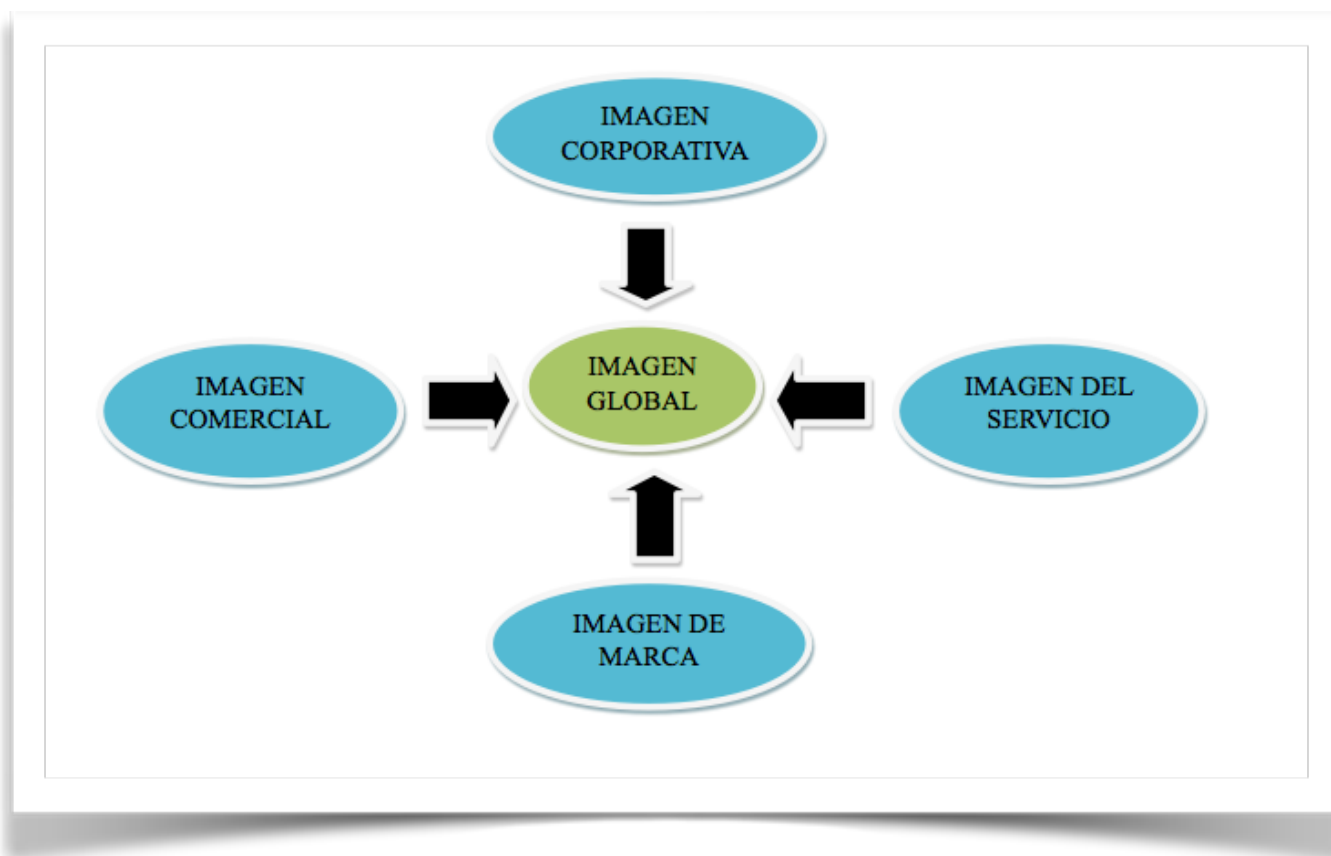 IMAGEN
CORPORATIVA
IMAGEN
COMERCIAL
IMAGEN
GLOBAL
IMAGEN DEL
SERVICIO
IMAGEN DE
MARCA